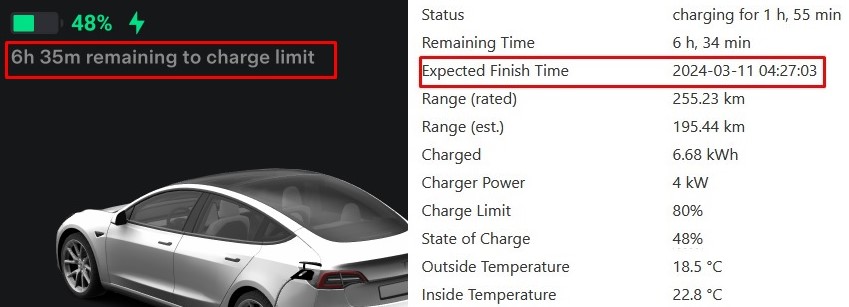 48%
6h 35m remaining to charge limit
Status charging for 1 h, 55 min
Remaining Time 6 h, 34 min
Expected Finish Time 2024-03-11 04:27:03
Range (rated) 255.23 km
Range (est.) 195.44 km
Charged 6.68 kWh
Charger Power 4 kW
Charge Limit 80%
State of Charge 48%
Outside Temperature 18.5 °C
Inside Temperature 22.8 °C